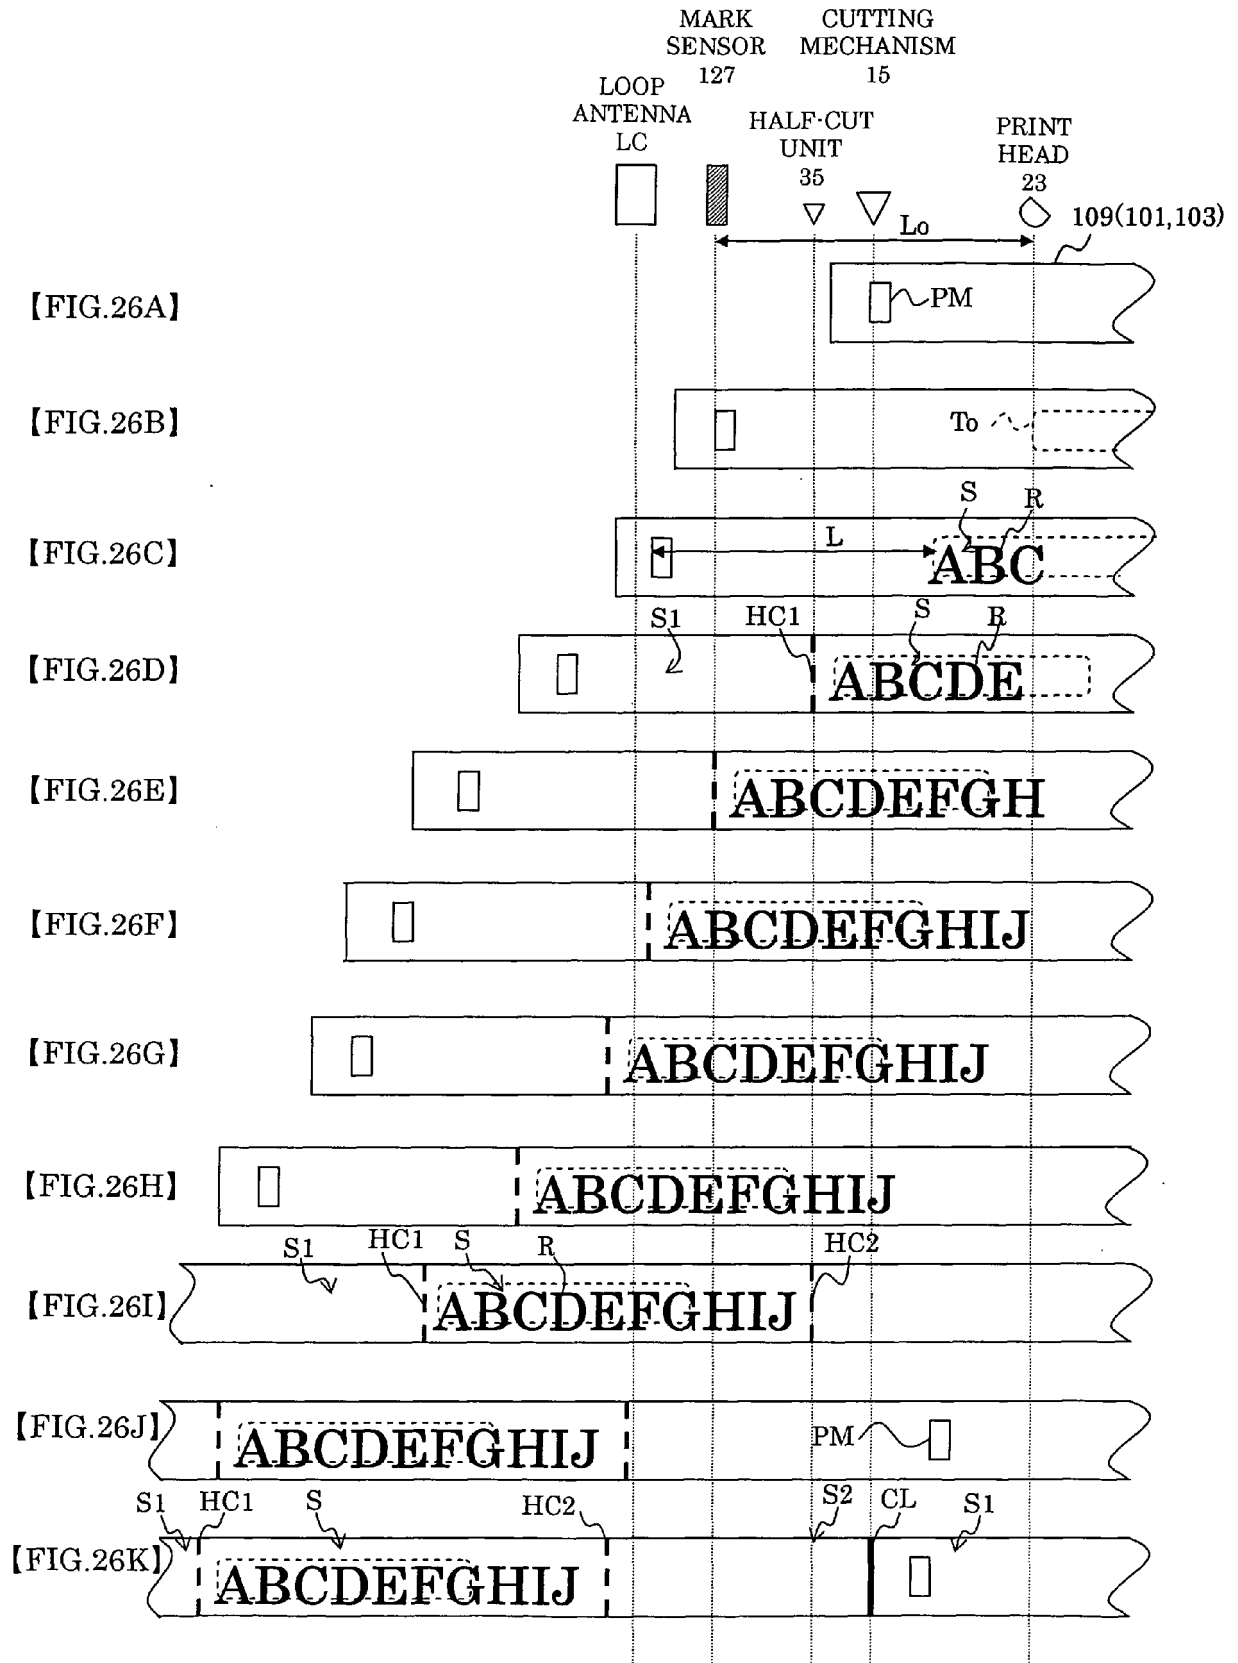 MARK
SENSOR
127
CUTTING
MECHANISM
15
LOOP
ANTENNA
LC
HALF-CUT
UNIT
35
PRINT
HEAD
23
109(101,103)
Lo
【FIG.26A】
PM
【FIG.26B】
To
S
R
【FIG.26C】
L
ABC
S1
HC1
S
R
【FIG.26D】
ABCDE
【FIG.26E】
ABCDEFGH
【FIG.26F】
ABCDEFGHIJ
【FIG.26G】
ABCDEFGHIJ
【FIG.26H】
ABCDEFGHIJ
S1
HC1
S
R
HC2
【FIG.26I】
ABCDEFGHIJ
【FIG.26J】
ABCDEFGHIJ
PM
S1
HC1
S
HC2
S2
CL
S1
【FIG.26K】
ABCDEFGHIJ